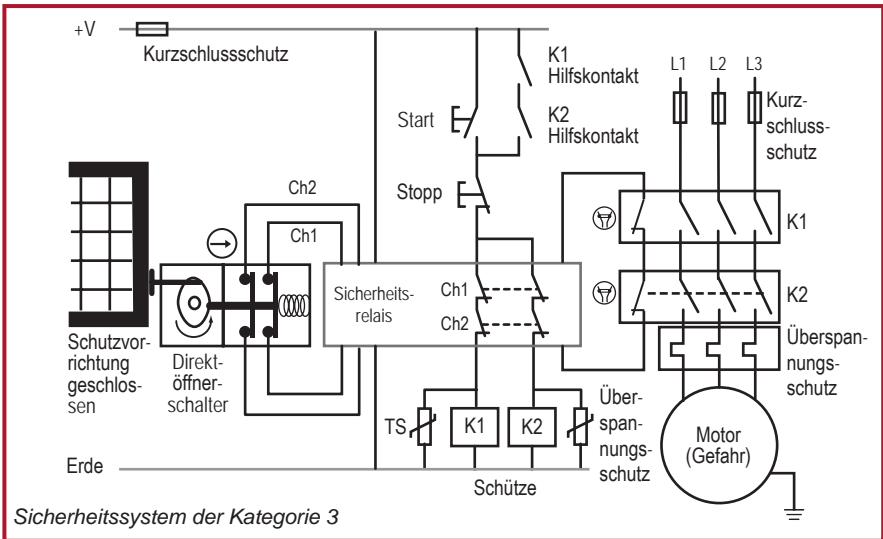 +V
Kurzschlussschutz
K1
Hilfskontakt
K2
Hilfskontakt
Start
Stopp
L1 L2 L3
Kurz-
schluss-
schutz
Ch2
Ch1
K1
K2
Sicherheits-
relais
Ch1
Ch2
Schutzvor-
richtung
geschlos-
sen
Direkt-
öffner-
schalter
Überspan-
nungs-
schutz
TS
K1
K2
Über-
span-
nungs-
schutz
Motor
(Gefahr)
Erde
Schütze
Sicherheitssystem der Kategorie 3